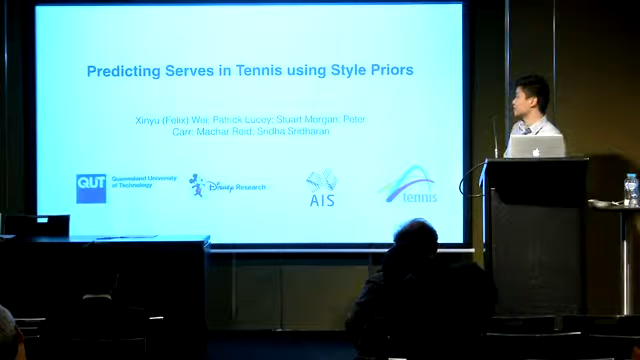 Predicting Serves in Tennis using Style Priors
Xinyu (Felix) Wei; Patrick Lucey; Stuart Morgan; Peter
Carr; Machar Reid; Sridha Sridharan
QUT
Queensland University
of Technology
Disney Research
AIS
tennis